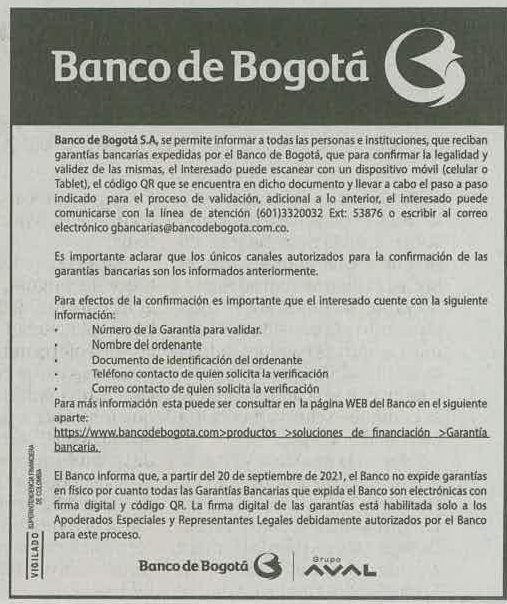 Banco de Bogotá
Banco de Bogotá S.A, se permite informar a todas las personas e instituciones, que reciban
garantías bancarias expedidas por el Banco de Bogotá, que para confirmar la legalidad y
validez de las mismas, el Interesado puede escanear con un dispositivo móvil (celular o
Tablet), el código QR que se encuentra en dicho documento y llevar a cabo el paso a paso
indicado para el proceso de validación, adicional a lo anterior, el interesado puede
comunicarse con la línea de atención (601)3320032 Ext: 53876 o escribir al correo
electrónico gbancarias@bancodebogota.com.co.
Es importante aclarar que los únicos canales autorizados para la confirmación de las
garantías bancarias son los informados anteriormente.
Para efectos de la confirmación es importante que el interesado cuente con la siguiente
información:
· Número de la Garantía para validar.
· Nombre del ordenante
· Documento de identificación del ordenante
· Teléfono contacto de quien solicita la verificación
· Correo contacto de quien solicita la verificación
Para más información esta puede ser consultar en la página WEB del Banco en el siguiente
aparte:
https://www.bancodebogota.com>productos >soluciones de financiación >Garantía
bancaria.
El Banco informa que, a partir del 20 de septiembre de 2021, el Banco no expide garantías
en físico por cuanto todas las Garantías Bancarias que expida el Banco son electrónicas con
firma digital y código QR. La firma digital de las garantías está habilitada solo a los
Apoderados Especiales y Representantes Legales debidamente autorizados por el Banco
para este proceso.
VIGILADO SUPERINTENDENCIA FINANCIERA
DE COLOMBIA
Banco de Bogotá
Grupo
AVAL